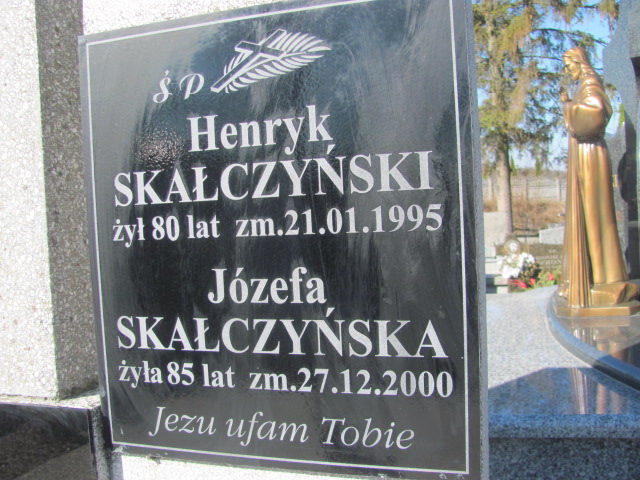 ŚP
Henryk
SKAŁCZYŃSKI
żył 80 lat zm.21.01.1995
Józefa
SKAŁCZYŃSKA
żyła 85 lat zm.27.12.2000
Jezu ufam Tobie